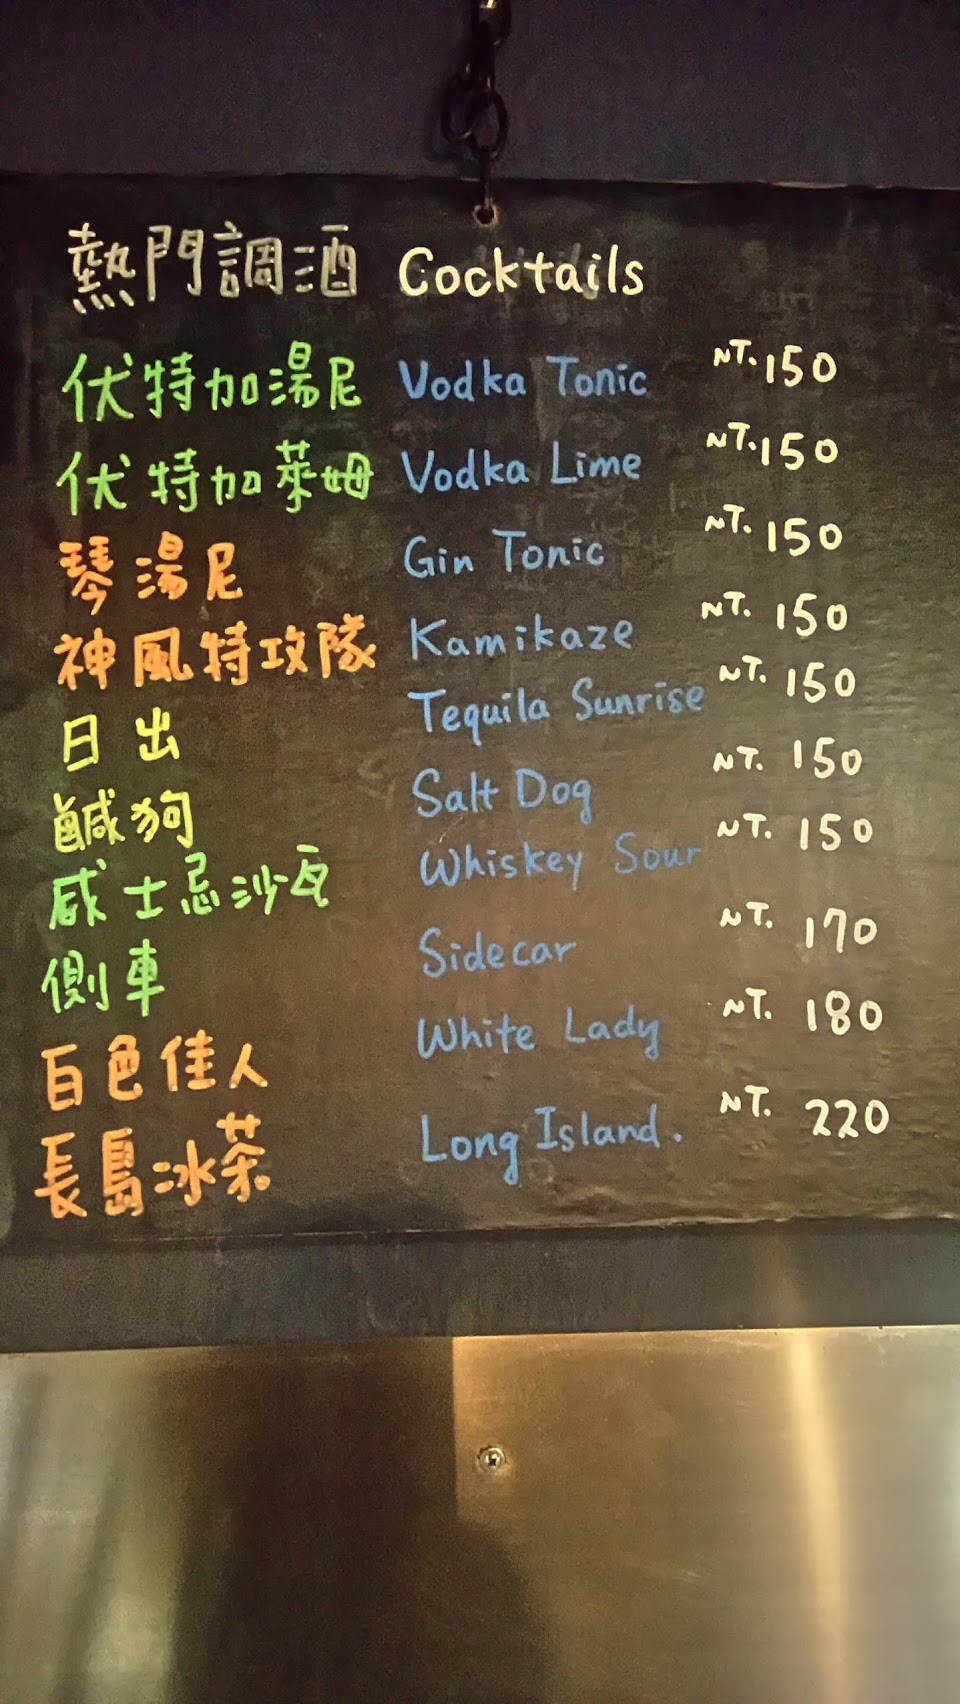 熱門調酒 Cocktails
伏特加湯尼 Vodka Tonic NT.150
伏特加萊姆 Vodka Lime NT.150
琴湯尼 Gin Tonic NT.150
神風特攻隊 Kamikaze NT.150
日出 Tequila Sunrise NT.150
鹹狗 Salt Dog NT.150
威士忌沙瓦 Whiskey Sour NT.150
側車 Sidecar NT.170
百色佳人 White Lady NT.180
長島冰茶 Long Island. NT.220